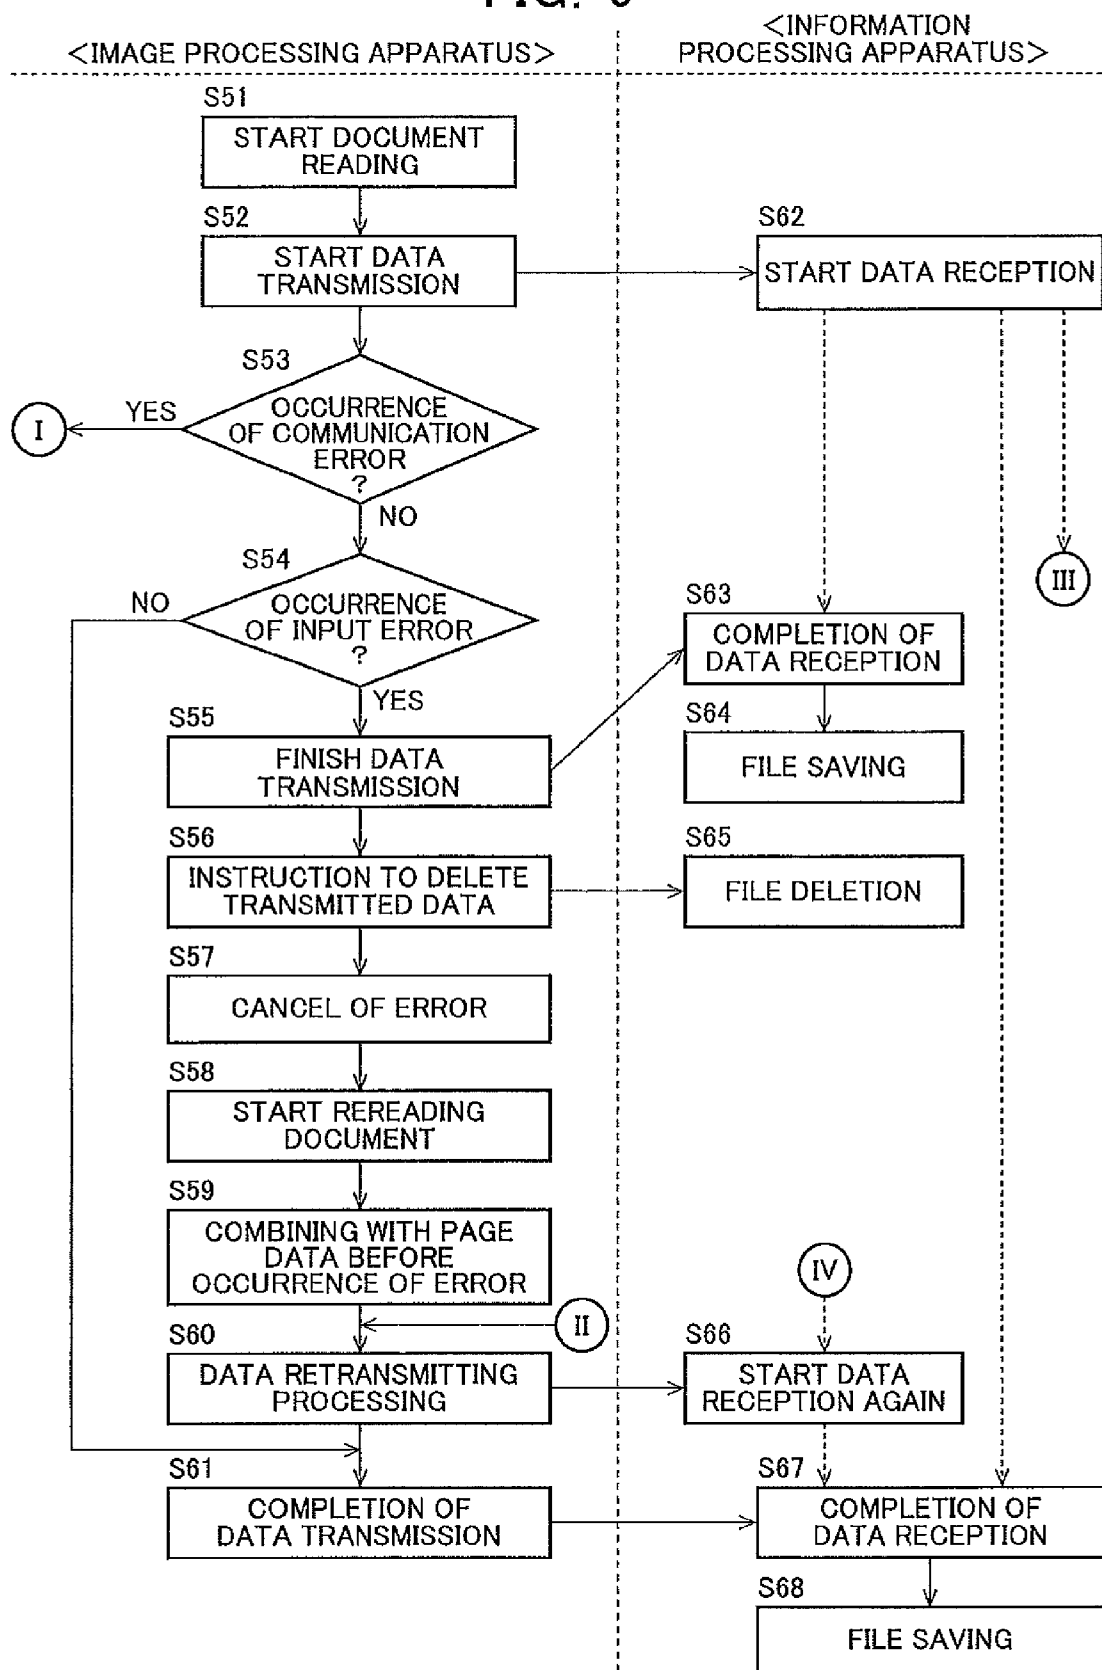 <IMAGE PROCESSING APPARATUS>
<INFORMATION
PROCESSING APPARATUS>
S51
START DOCUMENT
READING
S52
START DATA
TRANSMISSION
S62
START DATA RECEPTION
S53
OCCURRENCE
OF COMMUNICATION
ERROR
?
YES
I
NO
III
S54
OCCURRENCE
OF INPUT ERROR
?
NO
YES
S63
COMPLETION OF
DATA RECEPTION
S55
FINISH DATA
TRANSMISSION
S64
FILE SAVING
S56
INSTRUCTION TO DELETE
TRANSMITTED DATA
S65
FILE DELETION
S57
CANCEL OF ERROR
S58
START REREADING
DOCUMENT
S59
COMBINING WITH PAGE
DATA BEFORE
OCCURRENCE OF ERROR
IV
II
S60
DATA RETRANSMITTING
PROCESSING
S66
START DATA
RECEPTION AGAIN
S61
COMPLETION OF
DATA TRANSMISSION
S67
COMPLETION OF
DATA RECEPTION
S68
FILE SAVING